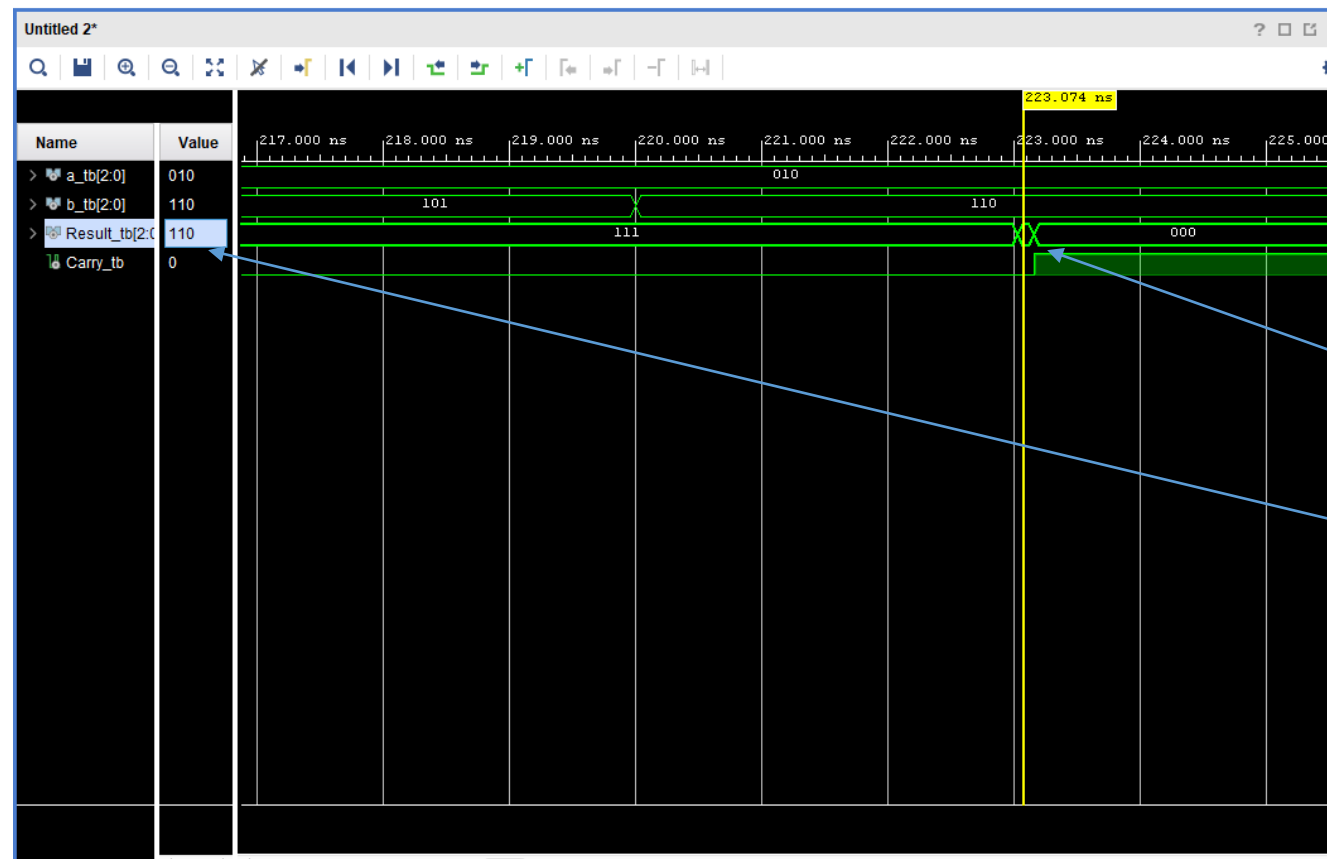 Untitled 2*
223.074 ns
Name Value 217.000 ns 218.000 ns 219.000 ns 220.000 ns 221.000 ns 222.000 ns 223.000 ns 224.000 ns 225.000
a_tb[2:0] 010 010
b_tb[2:0] 110 101 110
Result_tb[2:0 110 111 000
Carry_tb 0